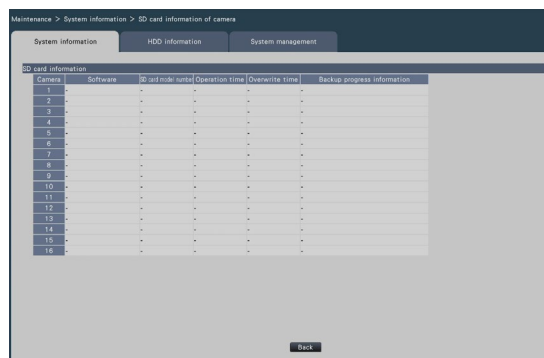 Maintenance > System information > SD card information of camera
System information HDD information System management
SD card information
Camera Software SD card model number Operation time Overwrite time Backup progress information
1 - - - - -
2 - - - - -
3 - - - - -
4 - - - - -
5 - - - - -
6 - - - - -
7 - - - - -
8 - - - - -
9 - - - - -
10 - - - - -
11 - - - - -
12 - - - - -
13 - - - - -
14 - - - - -
15 - - - - -
16 - - - - -
Back